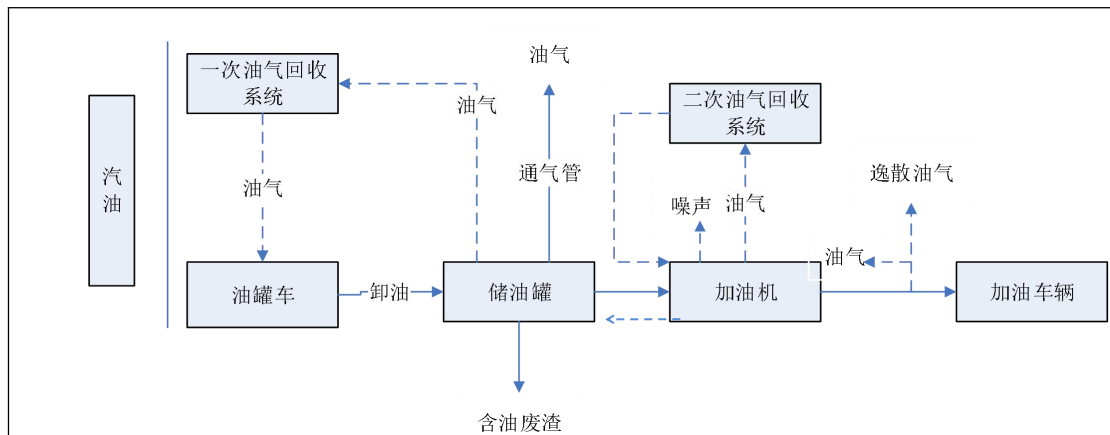 油气
一次油气回收
系统
油气
二次油气回收
系统
汽
油
油气
通气管
噪声
油气
逸散油气
油气
油罐车
卸油
储油罐
加油机
加油车辆
含油废渣